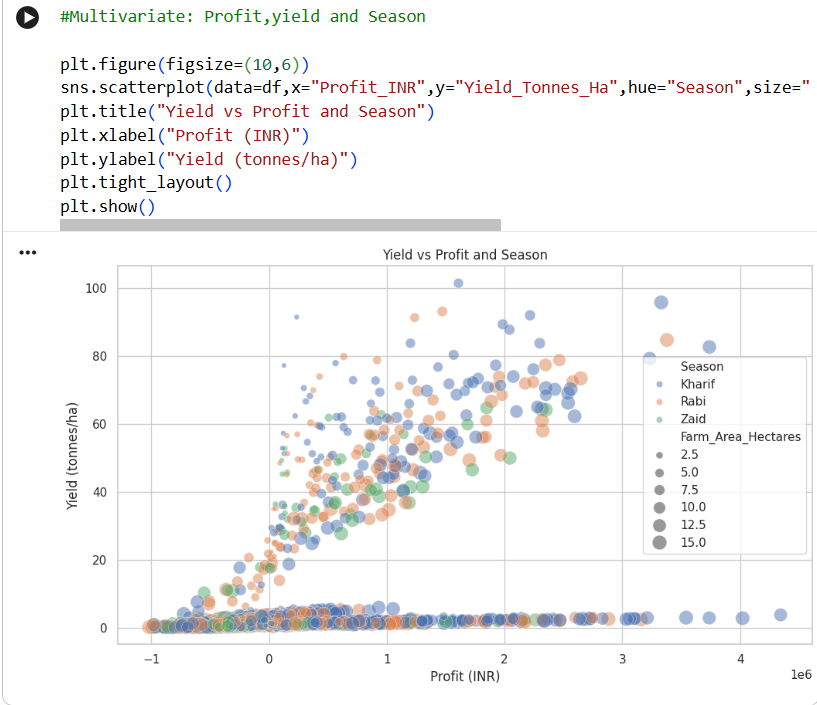 #Multivariate: Profit,yield and Season
plt.figure(figsize=(10,6))
sns.scatterplot(data=df,x="Profit_INR",y="Yield_Tonnes_Ha",hue="Season",size="
plt.title("Yield vs Profit and Season")
plt.xlabel("Profit (INR)")
plt.ylabel("Yield (tonnes/ha)")
plt.tight_layout()
plt.show()
Yield vs Profit and Season
Yield (tonnes/ha)
100
80
60
40
20
0
Season
Kharif
Rabi
Zaid
Farm_Area_Hectares
2.5
5.0
7.5
10.0
12.5
15.0
−1 0 1 2 3 4
1e6
Profit (INR)